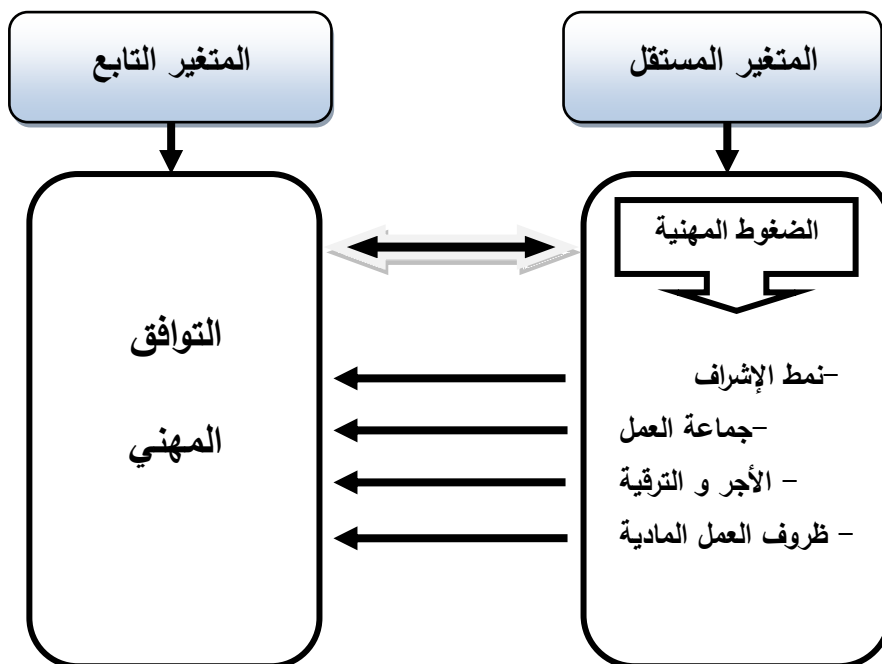 المتغير المستقل
المتغير التابع
الضغوط المهنية
-نمط الإشراف
-جماعة العمل
- الأجر و الترقية
- ظروف العمل المادية
التوافق
المهني